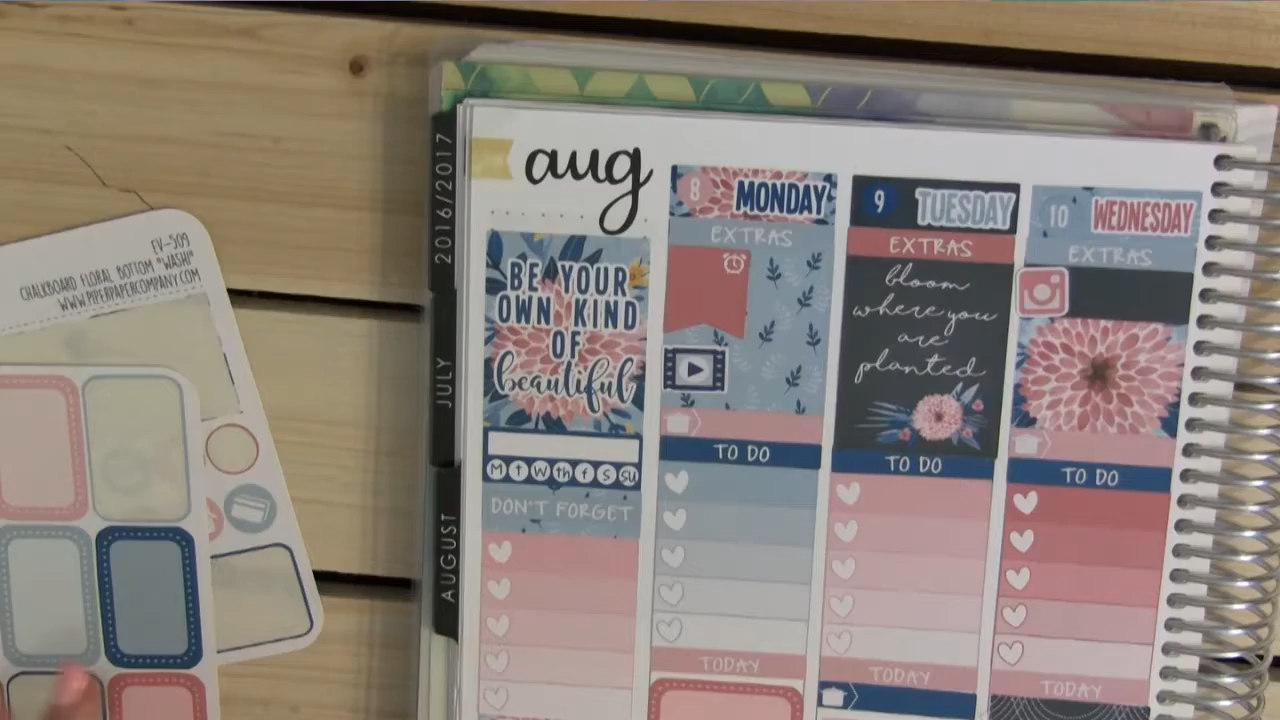 EV-509
CHALKBOARD FLORAL BOTTOM "WASHI"
WWW.PIPERPAPERCOMPANY.COM
2016/2017
JULY
AUGUST
aug
BE YOUR
OWN KIND
OF
beautiful
M t W th f S SU
DON'T FORGET
8 MONDAY
EXTRAS
TO DO
TODAY
9 TUESDAY
EXTRAS
bloom
where you
are
planted
TO DO
TODAY
10 WEDNESDAY
EXTRAS
TO DO
TODAY